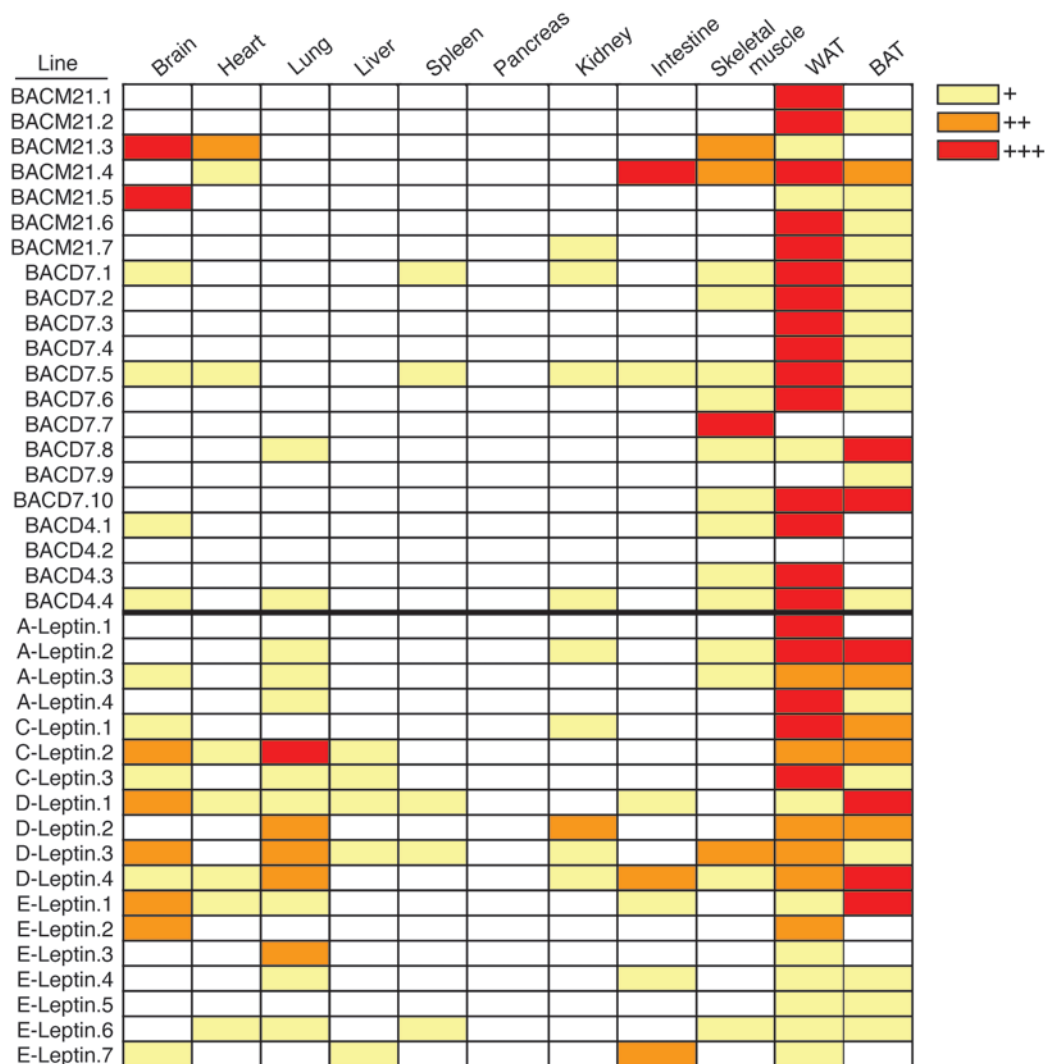 Line Brain Heart Lung Liver Spleen Pancreas Kidney Intestine Skeletal muscle WAT BAT
BACM21.1
+
BACM21.2
++
BACM21.3
+++
BACM21.4
BACM21.5
BACM21.6
BACM21.7
BACD7.1
BACD7.2
BACD7.3
BACD7.4
BACD7.5
BACD7.6
BACD7.7
BACD7.8
BACD7.9
BACD7.10
BACD4.1
BACD4.2
BACD4.3
BACD4.4
A-Leptin.1
A-Leptin.2
A-Leptin.3
A-Leptin.4
C-Leptin.1
C-Leptin.2
C-Leptin.3
D-Leptin.1
D-Leptin.2
D-Leptin.3
D-Leptin.4
E-Leptin.1
E-Leptin.2
E-Leptin.3
E-Leptin.4
E-Leptin.5
E-Leptin.6
E-Leptin.7